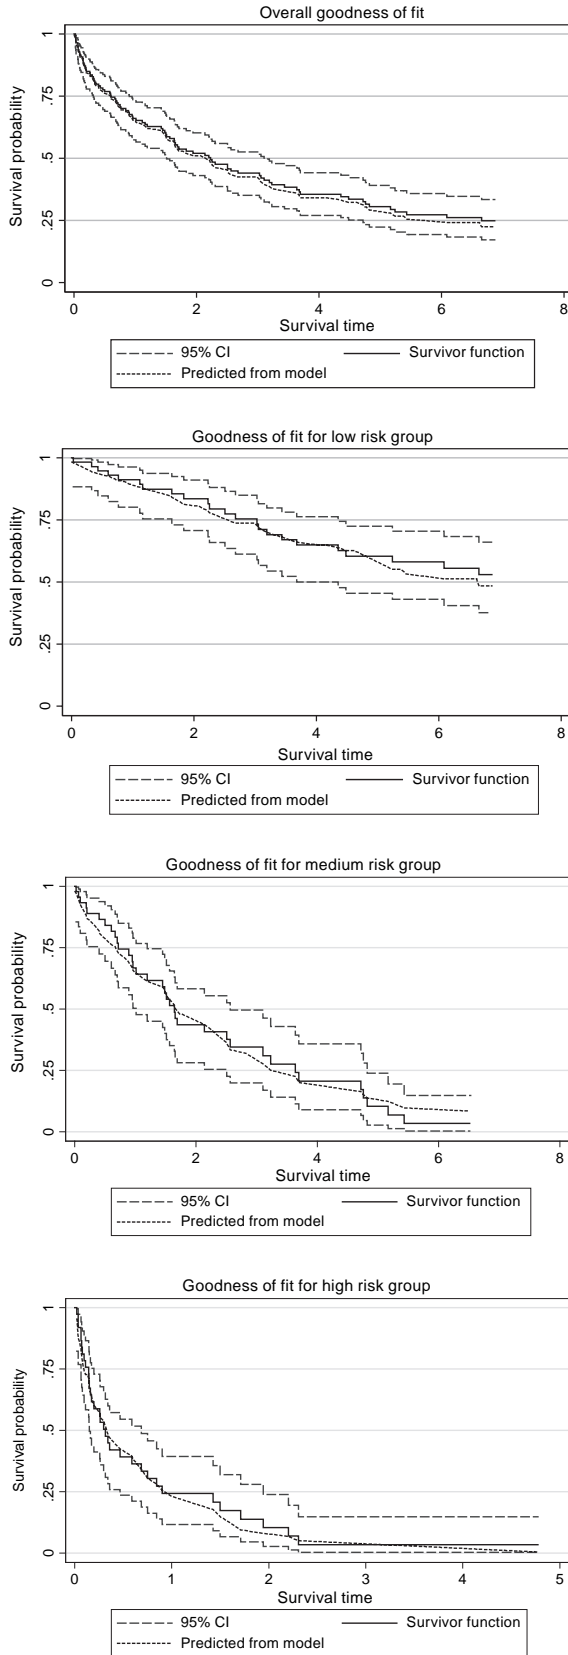 Overall goodness of fit
Survival probability
1
.75
.5
.25
0
0 2 4 6 8
Survival time
95% CI Survivor function
Predicted from model
Goodness of fit for low risk group
Survival probability
1
.75
.5
.25
0
0 2 4 6 8
Survival time
95% CI Survivor function
Predicted from model
Goodness of fit for medium risk group
Survival probability
1
.75
.5
.25
0
0 2 4 6 8
Survival time
95% CI Survivor function
Predicted from model
Goodness of fit for high risk group
Survival probability
1
.75
.5
.25
0
0 1 2 3 4 5
Survival time
95% CI Survivor function
Predicted from model